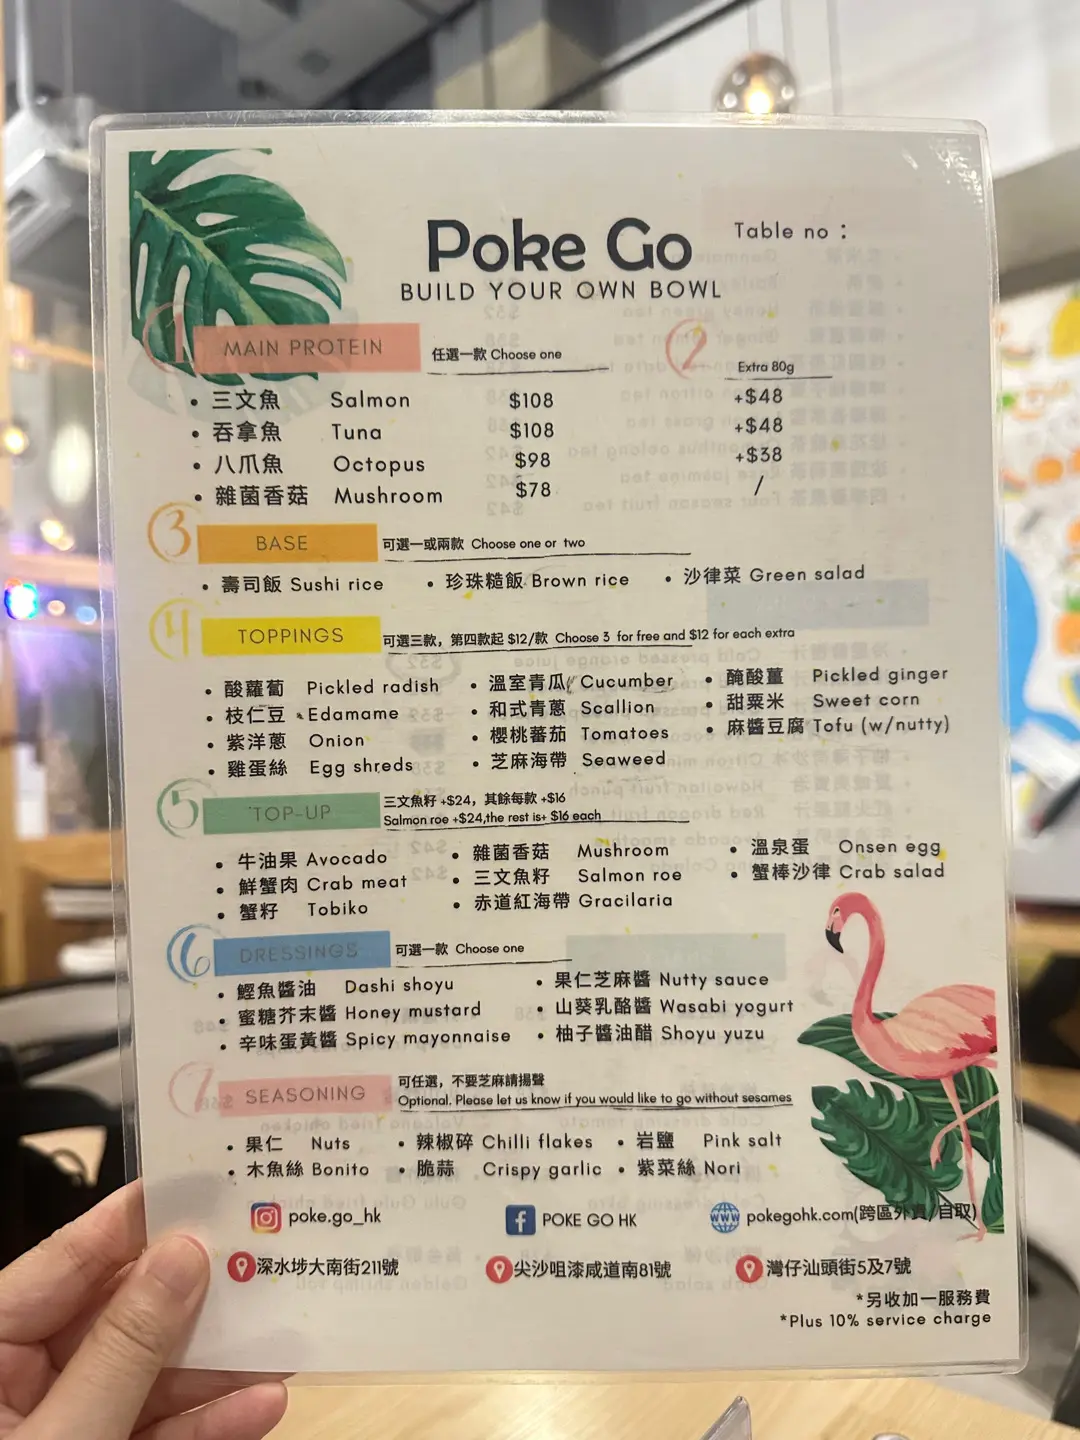 Poke Go
Table no：
BUILD YOUR OWN BOWL
1 MAIN PROTEIN 任選一款 Choose one
2 Extra 80g
• 三文魚 Salmon $108 +$48
• 吞拿魚 Tuna $108 +$48
• 八爪魚 Octopus $98 +$38
• 雜菌香菇 Mushroom $78 /
3 BASE 可選一或兩款 Choose one or two
• 壽司飯 Sushi rice • 珍珠糙飯 Brown rice • 沙律菜 Green salad
4 TOPPINGS 可選三款，第四款起 $12/款 Choose 3 for free and $12 for each extra
• 酸蘿蔔 Pickled radish • 溫室青瓜 Cucumber • 醃酸薑 Pickled ginger
• 枝仁豆 Edamame • 和式青蔥 Scallion • 甜粟米 Sweet corn
• 紫洋蔥 Onion • 櫻桃蕃茄 Tomatoes • 麻醬豆腐 Tofu (w/nutty)
• 雞蛋絲 Egg shreds • 芝麻海帶 Seaweed
5 TOP-UP 三文魚籽 +$24，其餘每款 +$16
Salmon roe +$24,the rest is+ $16 each
• 牛油果 Avocado • 雜菌香菇 Mushroom • 溫泉蛋 Onsen egg
• 鮮蟹肉 Crab meat • 三文魚籽 Salmon roe • 蟹棒沙律 Crab salad
• 蟹籽 Tobiko • 赤道紅海帶 Gracilaria
6 DRESSINGS 可選一款 Choose one
• 鰹魚醬油 Dashi shoyu • 果仁芝麻醬 Nutty sauce
• 蜜糖芥末醬 Honey mustard • 山葵乳酪醬 Wasabi yogurt
• 辛味蛋黃醬 Spicy mayonnaise • 柚子醬油醋 Shoyu yuzu
7 SEASONING 可任選，不要芝麻請揚聲
Optional. Please let us know if you would like to go without sesames
• 果仁 Nuts • 辣椒碎 Chilli flakes • 岩鹽 Pink salt
• 木魚絲 Bonito • 脆蒜 Crispy garlic • 紫菜絲 Nori
poke.go_hk POKE GO HK pokegohk.com(跨區外賣/自取)
深水埗大南街211號 尖沙咀漆咸道南81號 灣仔汕頭街5及7號
*另收加一服務費
*Plus 10% service charge